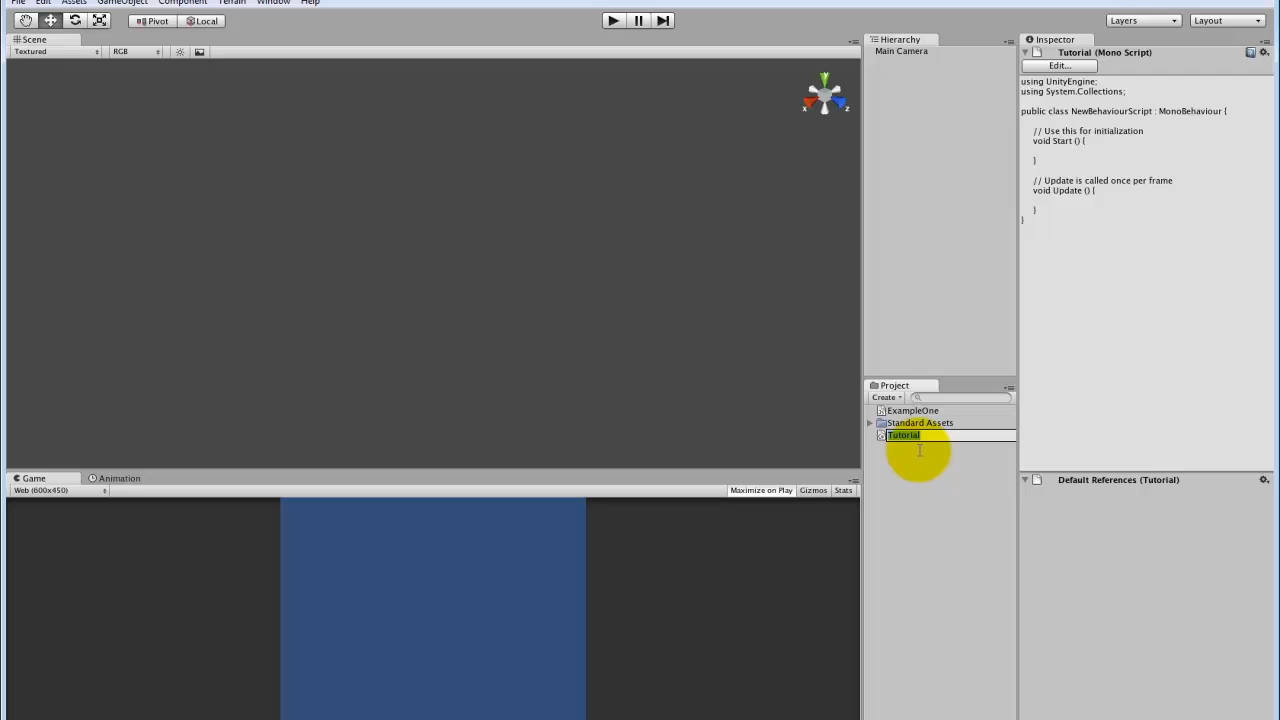 File Edit Assets GameObject Component Terrain Window Help
Pivot Local Layers Layout
Scene
Textured RGB
y
x z
Hierarchy
Main Camera
Inspector
Tutorial (Mono Script)
Edit...
using UnityEngine;
using System.Collections;
public class NewBehaviourScript : MonoBehaviour {
// Use this for initialization
void Start () {
}
// Update is called once per frame
void Update () {
}
}
Project
Create
ExampleOne
Standard Assets
Tutorial
Default References (Tutorial)
Game Animation
Web (600x450) Maximize on Play Gizmos Stats